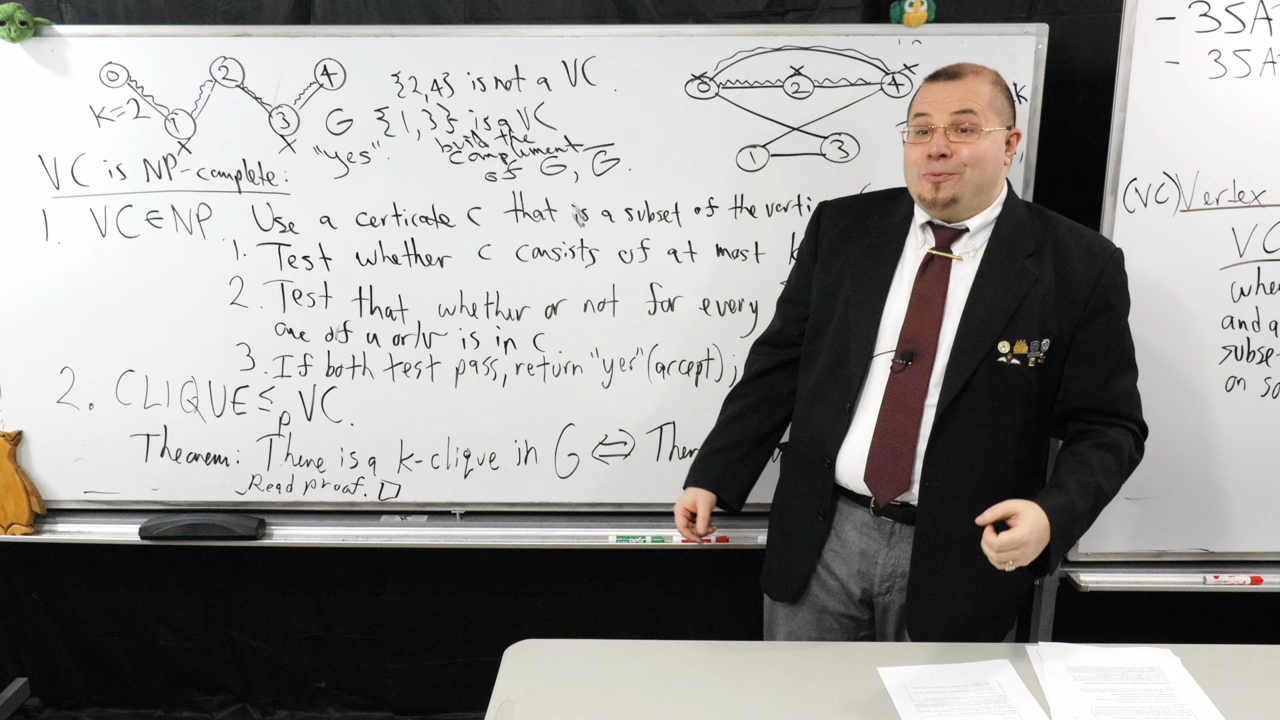 0 2 4 {2,4} is not a VC.
K=2 1 3 G {1,3} is a VC
"yes". build the
compument
of G, G̅.
0 2 4
1 3
VC is NP-complete:
1. VC∈NP. Use a certicate c that is a subset of the verti
1. Test whether c consists of at most k
2. Test that whether or not for every
one of u or/v is in c
3. If both test pass, return "yes" (accept);
2. CLIQUE ≤p VC.
Theorem: There is a k-clique in G ⇔ Ther
Read proof. □
k
- 3SA
- 3SA
(VC) Vertex
VC
whe
and a
subse
on so